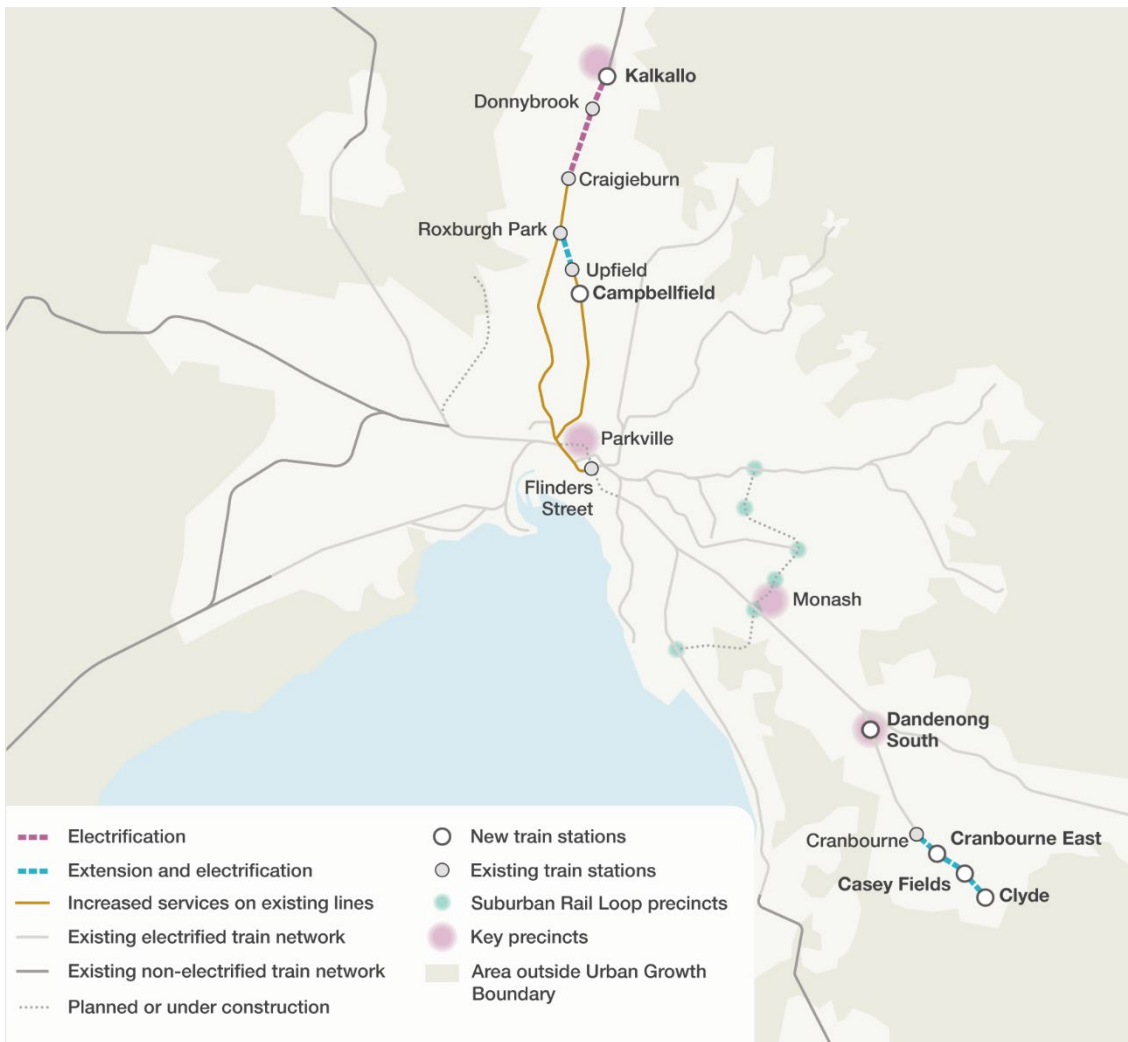 Kalkallo
Donnybrook
Craigieburn
Roxburgh Park
Upfield
Campbellfield
Parkville
Flinders
Street
Monash
Dandenong
South
Cranbourne
Cranbourne East
Casey Fields
Clyde
Electrification
Extension and electrification
Increased services on existing lines
Existing electrified train network
Existing non-electrified train network
Planned or under construction
New train stations
Existing train stations
Suburban Rail Loop precincts
Key precincts
Area outside Urban Growth
Boundary